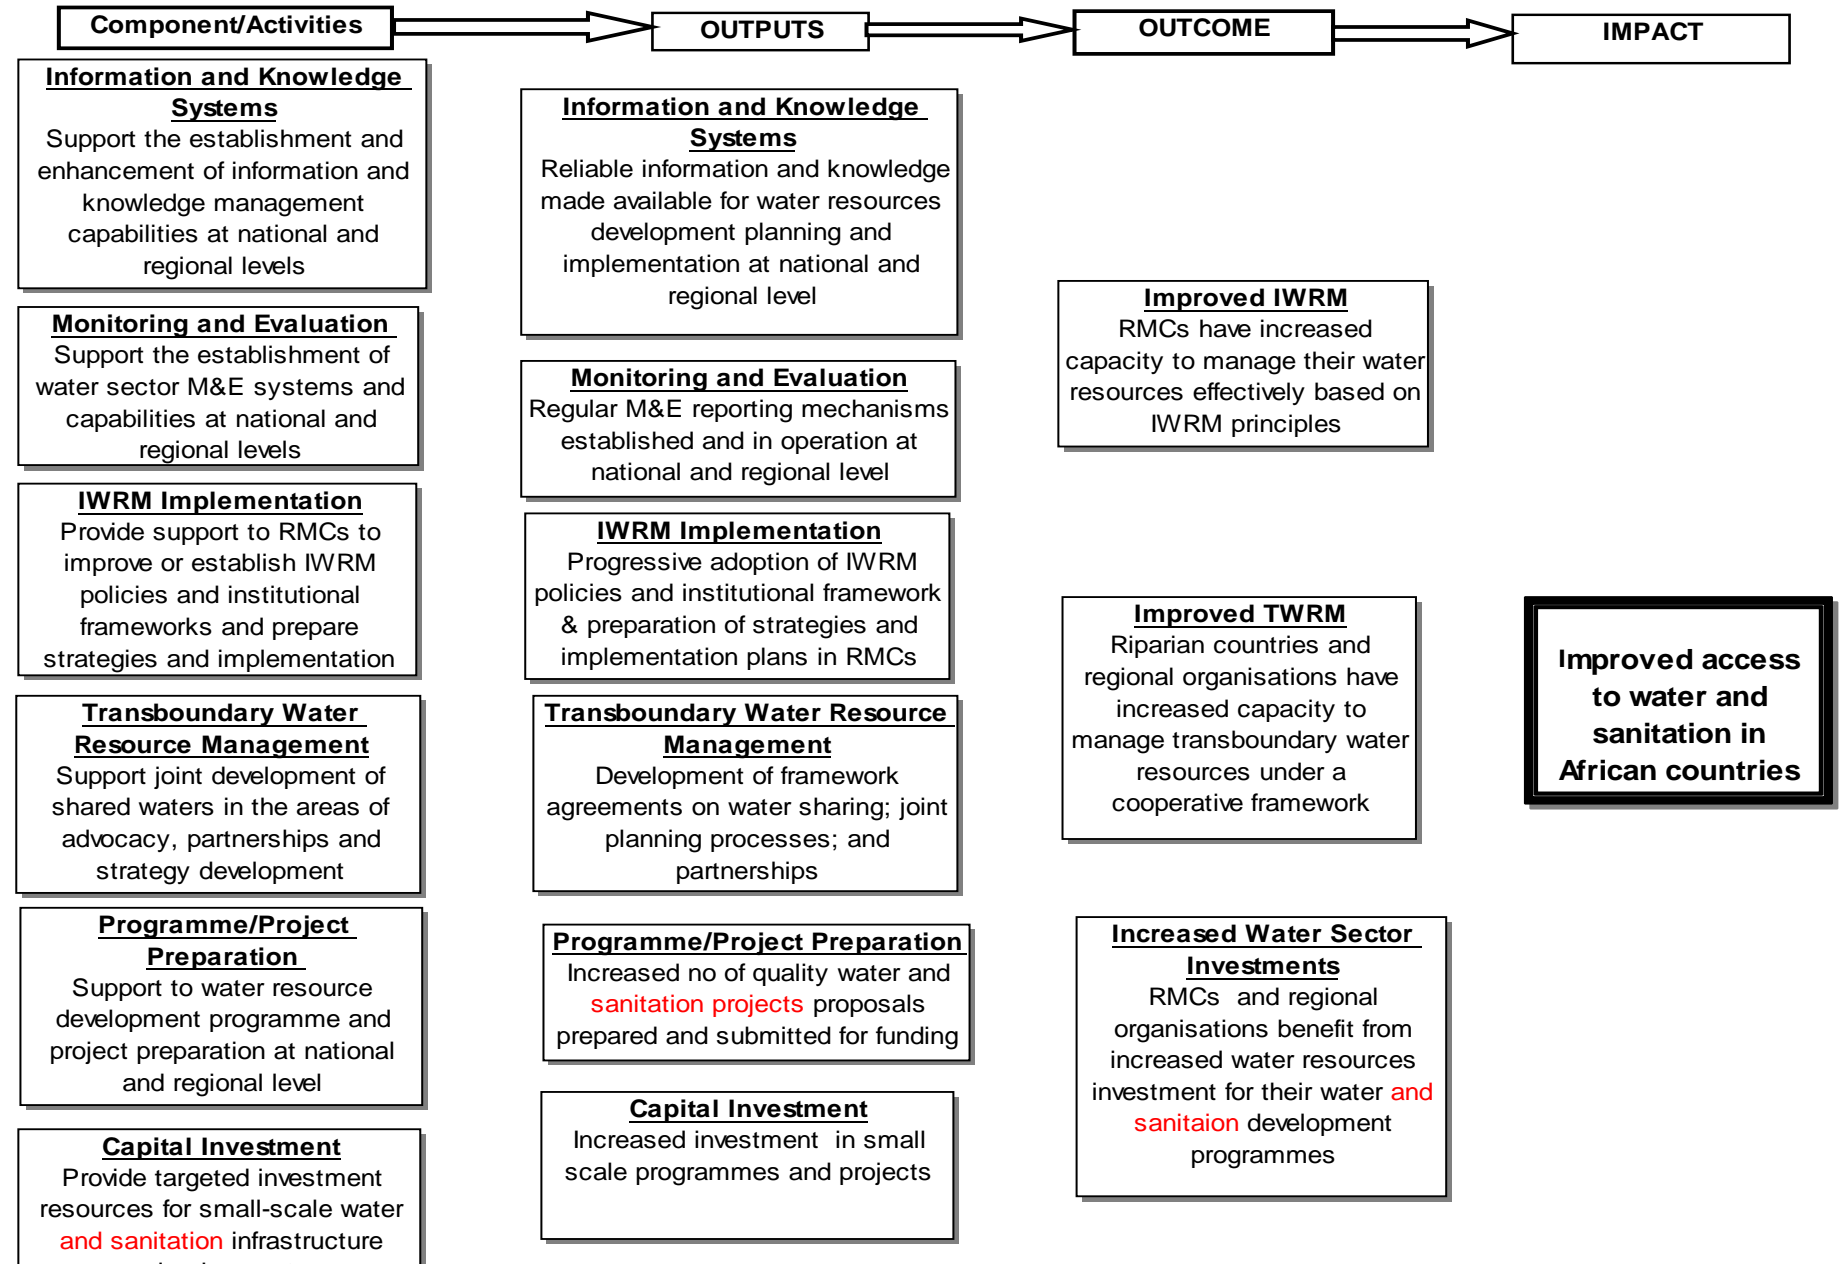 Component/Activities
OUTPUTS
OUTCOME
IMPACT
Information and Knowledge
Systems
Support the establishment and
enhancement of information and
knowledge management
capabilities at national and
regional levels
Monitoring and Evaluation
Support the establishment of
water sector M&E systems and
capabilities at national and
regional levels
IWRM Implementation
Provide support to RMCs to
improve or establish IWRM
policies and institutional
frameworks and prepare
strategies and implementation
Transboundary Water
Resource Management
Support joint development of
shared waters in the areas of
advocacy, partnerships and
strategy development
Programme/Project
Preparation
Support to water resource
development programme and
project preparation at national
and regional level
Capital Investment
Provide targeted investment
resources for small-scale water
and sanitation infrastructure
Information and Knowledge
Systems
Reliable information and knowledge
made available for water resources
development planning and
implementation at national and
regional level
Monitoring and Evaluation
Regular M&E reporting mechanisms
established and in operation at
national and regional level
IWRM Implementation
Progressive adoption of IWRM
policies and institutional framework
& preparation of strategies and
implementation plans in RMCs
Transboundary Water Resource
Management
Development of framework
agreements on water sharing; joint
planning processes; and
partnerships
Programme/Project Preparation
Increased no of quality water and
sanitation projects proposals
prepared and submitted for funding
Capital Investment
Increased investment in small
scale programmes and projects
Improved IWRM
RMCs have increased
capacity to manage their water
resources effectively based on
IWRM principles
Improved TWRM
Riparian countries and
regional organisations have
increased capacity to
manage transboundary water
resources under a
cooperative framework
Increased Water Sector
Investments
RMCs and regional
organisations benefit from
increased water resources
investment for their water and
sanitaion development
programmes
Improved access
to water and
sanitation in
African countries